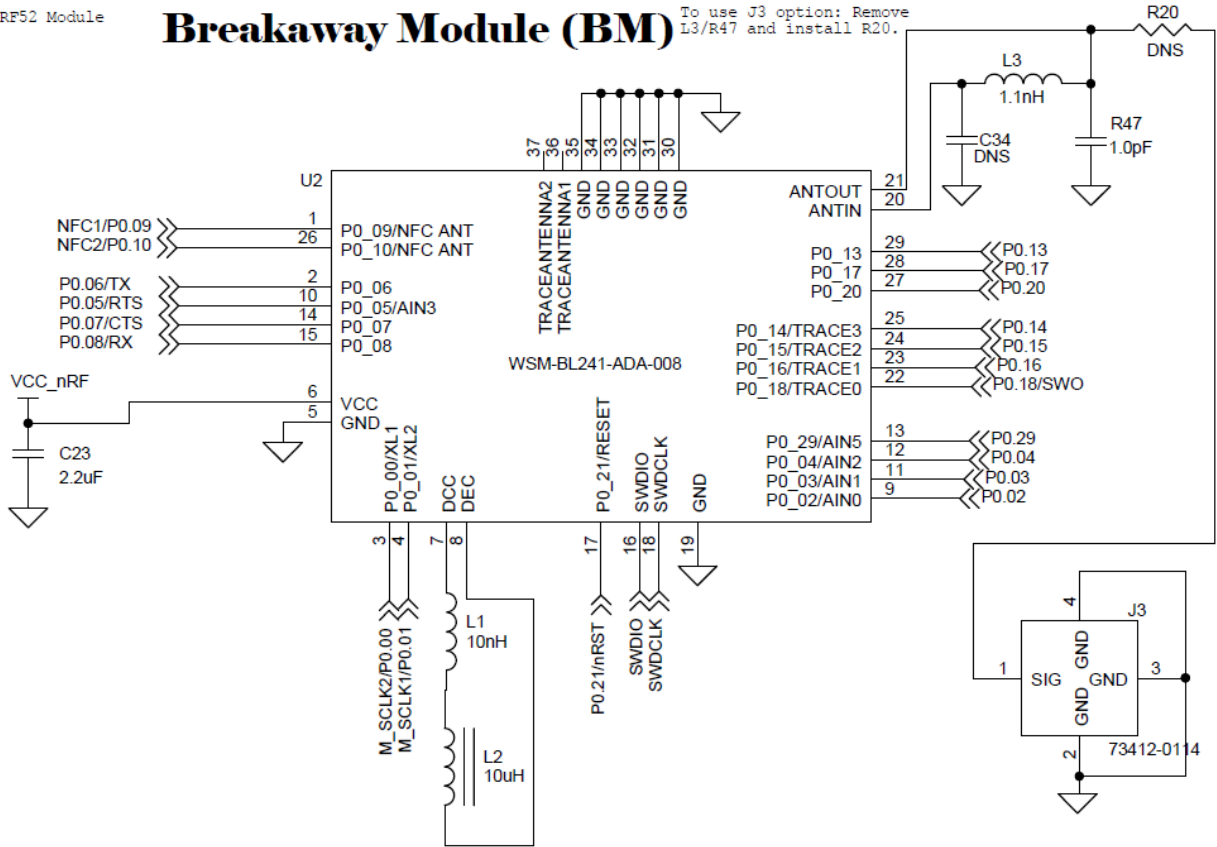 RF52 Module
Breakaway Module (BM)
To use J3 option: Remove
L3/R47 and install R20.
R20
DNS
L3
1.1nH
C34
DNS
R47
1.0pF
U2
37
36
35
34
33
32
31
30
TRACEANTENNA2
TRACEANTENNA1
GND
GND
GND
GND
GND
GND
ANTOUT 21
ANTIN 20
NFC1/P0.09 1 P0_09/NFC ANT
NFC2/P0.10 26 P0_10/NFC ANT
P0.06/TX 2 P0_06
P0.05/RTS 10 P0_05/AIN3
P0.07/CTS 14 P0_07
P0.08/RX 15 P0_08
P0_13 29 P0.13
P0_17 28 P0.17
P0_20 27 P0.20
P0_14/TRACE3 25 P0.14
P0_15/TRACE2 24 P0.15
P0_16/TRACE1 23 P0.16
P0_18/TRACE0 22 P0.18/SWO
WSM-BL241-ADA-008
VCC_nRF
6 VCC
5 GND
C23
2.2uF
P0_29/AIN5 13 P0.29
P0_04/AIN2 12 P0.04
P0_03/AIN1 11 P0.03
P0_02/AIN0 9 P0.02
P0_00/XL1
P0_01/XL2
DCC
DEC
P0_21/RESET
SWDIO
SWDCLK
GND
3
4
7
8
17
16
18
19
M_SCLK2/P0.00
M_SCLK1/P0.01
L1
10nH
L2
10uH
P0.21/nRST
SWDIO
SWDCLK
4
J3
GND
1 SIG GND 3
GND
2
73412-0114